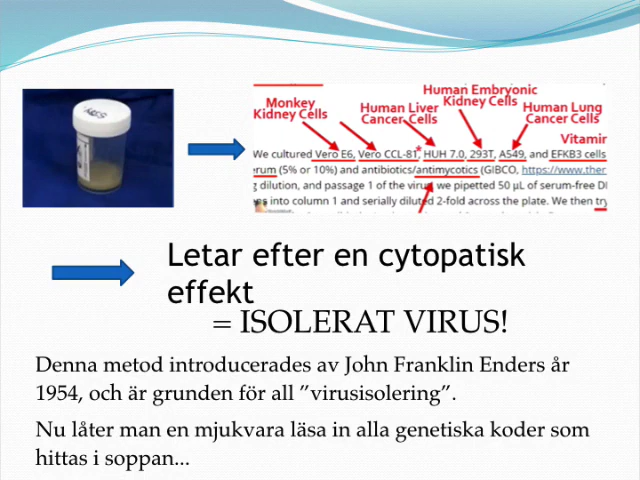 Human Embryonic
Kidney Cells
Monkey
Kidney Cells
Human Liver
Cancer Cells
Human Lung
Cancer Cells
Vitamir
We cultured Vero E6, Vero CCL-81, HUH 7.0, 293T, A549, and EFKB3 cells
erum (5% or 10%) and antibiotics/antimycotics (GIBCO, https://www.ther
g dilution, and passage 1 of the virus we pipetted 50 μL of serum-free DI
es into column 1 and serially diluted 2-fold across the plate. We then try
Letar efter en cytopatisk
effekt
= ISOLERAT VIRUS!
Denna metod introducerades av John Franklin Enders år
1954, och är grunden för all ”virusisolering”.
Nu låter man en mjukvara läsa in alla genetiska koder som
hittas i soppan...